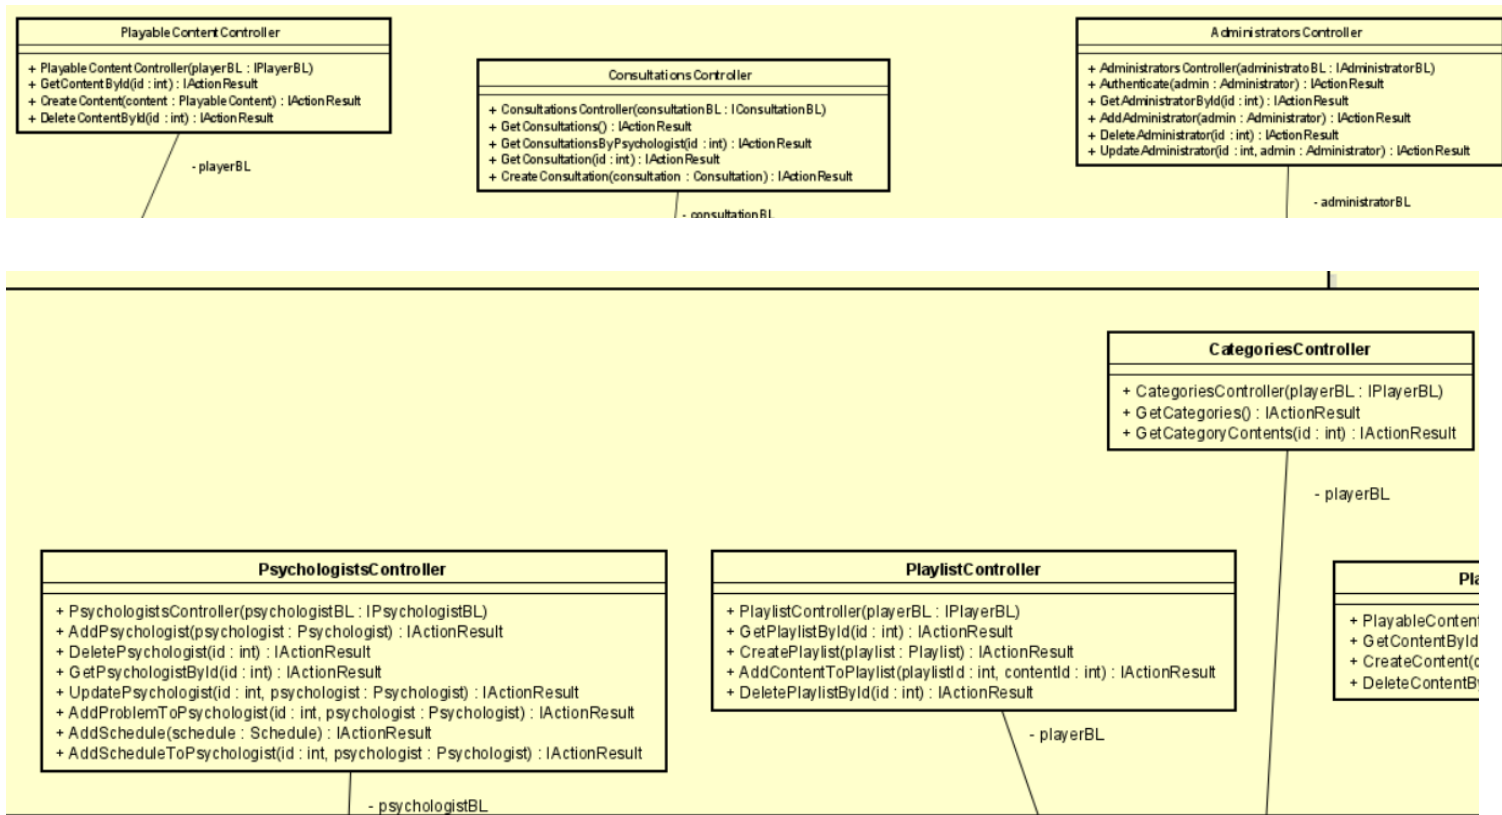 PlayableContentController
+ PlayableContentController(playerBL : IPlayerBL)
+ GetContentById(id : int) : IActionResult
+ CreateContent(content : PlayableContent) : IActionResult
+ DeleteContentById(id : int) : IActionResult
- playerBL
ConsultationsController
+ ConsultationsController(consultationBL : IConsultationBL)
+ GetConsultations() : IActionResult
+ GetConsultationsByPsychologist(id : int) : IActionResult
+ GetConsultation(id : int) : IActionResult
+ CreateConsultation(consultation : Consultation) : IActionResult
- consultationBL
AdministratorsController
+ AdministratorsController(administratoBL : IAdministratorBL)
+ Authenticate(admin : Administrator) : IActionResult
+ GetAdministratorById(id : int) : IActionResult
+ AddAdministrator(admin : Administrator) : IActionResult
+ DeleteAdministrator(id : int) : IActionResult
+ UpdateAdministrator(id : int, admin : Administrator) : IActionResult
- administratorBL
CategoriesController
+ CategoriesController(playerBL : IPlayerBL)
+ GetCategories() : IActionResult
+ GetCategoryContents(id : int) : IActionResult
- playerBL
PsychologistsController
+ PsychologistsController(psychologistBL : IPsychologistBL)
+ AddPsychologist(psychologist : Psychologist) : IActionResult
+ DeletePsychologist(id : int) : IActionResult
+ GetPsychologistById(id : int) : IActionResult
+ UpdatePsychologist(id : int, psychologist : Psychologist) : IActionResult
+ AddProblemToPsychologist(id : int, psychologist : Psychologist) : IActionResult
+ AddSchedule(schedule : Schedule) : IActionResult
+ AddScheduleToPsychologist(id : int, psychologist : Psychologist) : IActionResult
- psychologistBL
PlaylistController
+ PlaylistController(playerBL : IPlayerBL)
+ GetPlaylistById(id : int) : IActionResult
+ CreatePlaylist(playlist : Playlist) : IActionResult
+ AddContentToPlaylist(playlistId : int, contentId : int) : IActionResult
+ DeletePlaylistById(id : int) : IActionResult
- playerBL
Pla
+ PlayableContent
+ GetContentById
+ CreateContent(c
+ DeleteContentBy